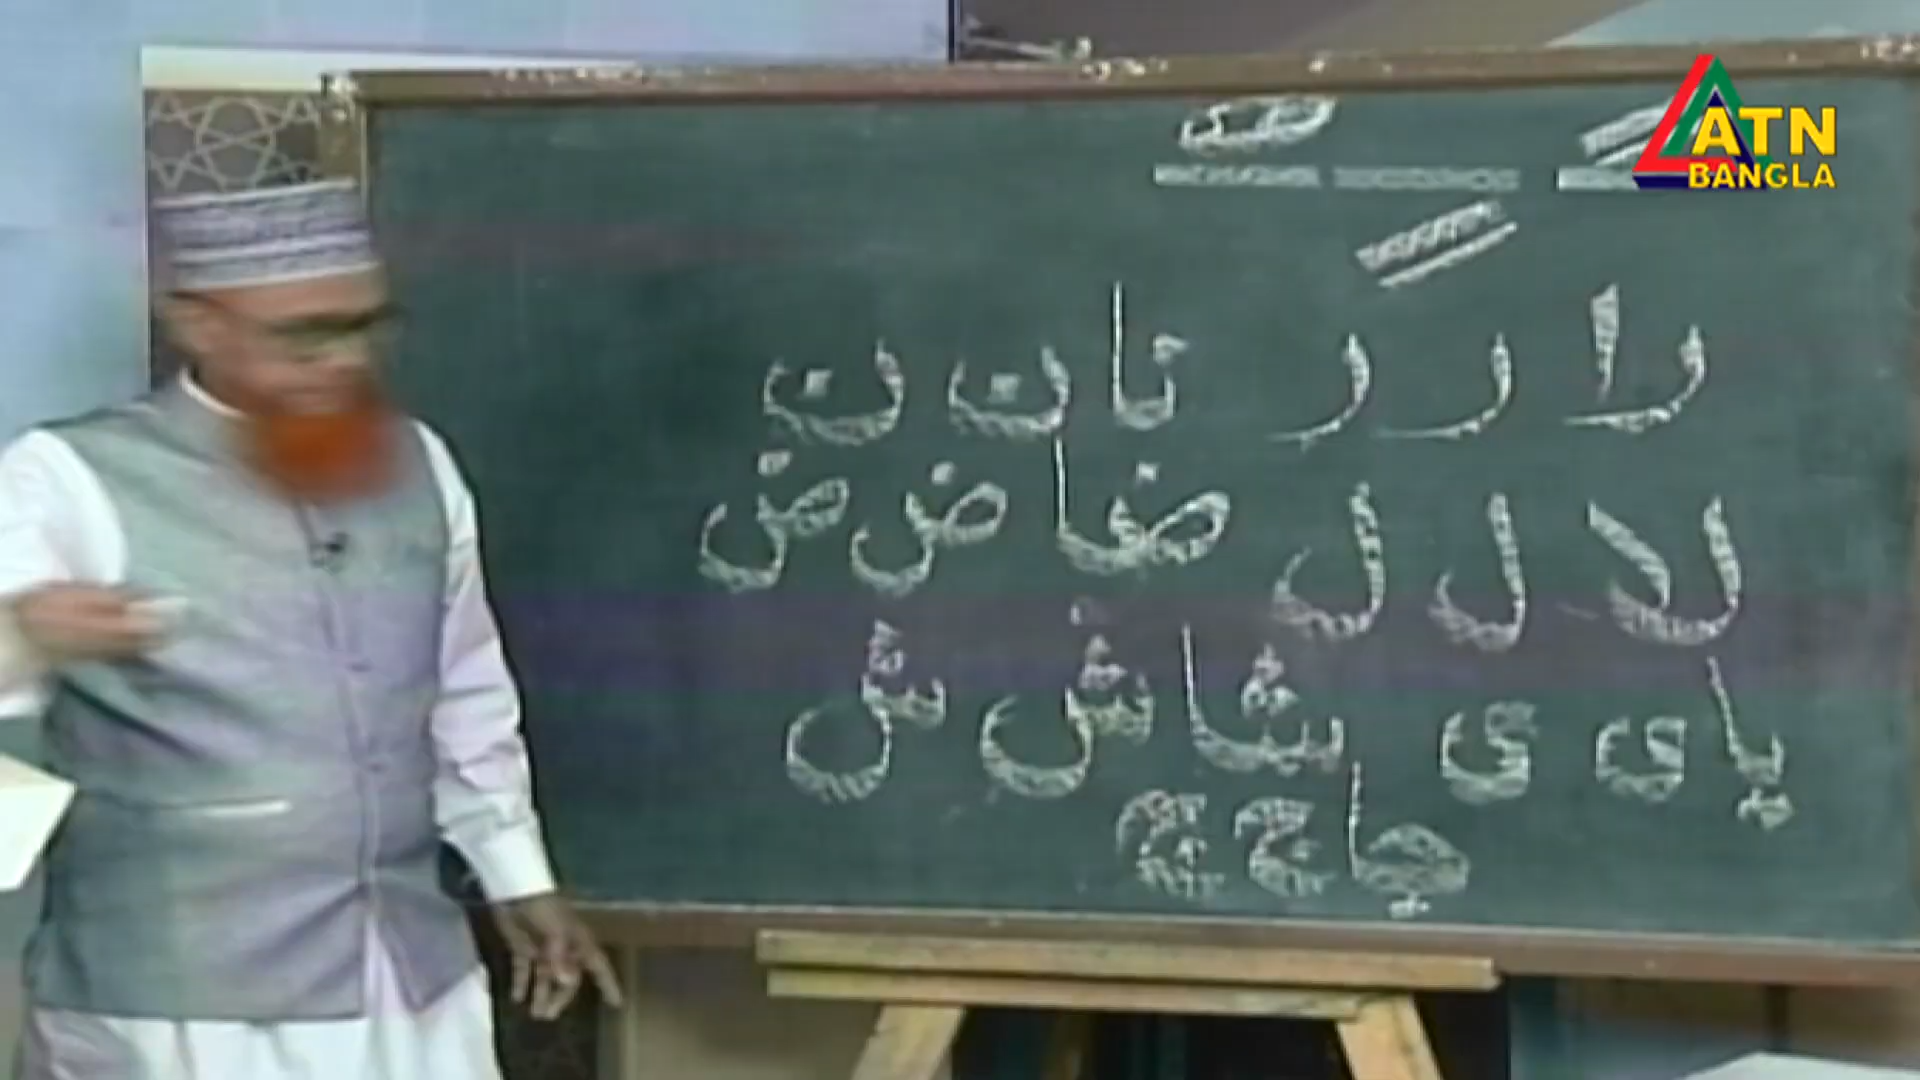 ATN
BANGLA
را ر ر نا ن ن
لا ل ل ضا ض ض
يا ي ي شا ش ش
جا ج ج